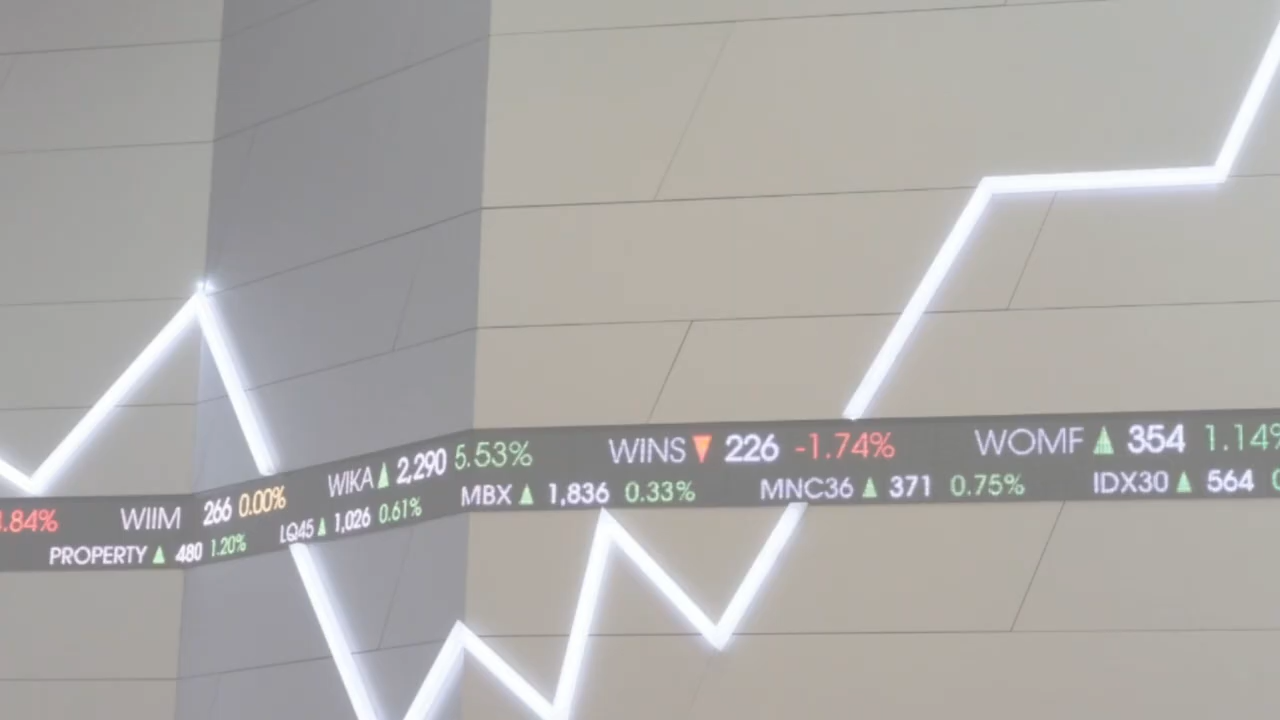 .84% WIIM 266 0.00% WIKA ▲ 2,290 5.53% WINS ▼ 226 -1.74% WOMF ▲ 354 1.14%
PROPERTY ▲ 480 1.20% LQ45 ▲ 1,026 0.61% MBX ▲ 1,836 0.33% MNC36 ▲ 371 0.75% IDX30 ▲ 564